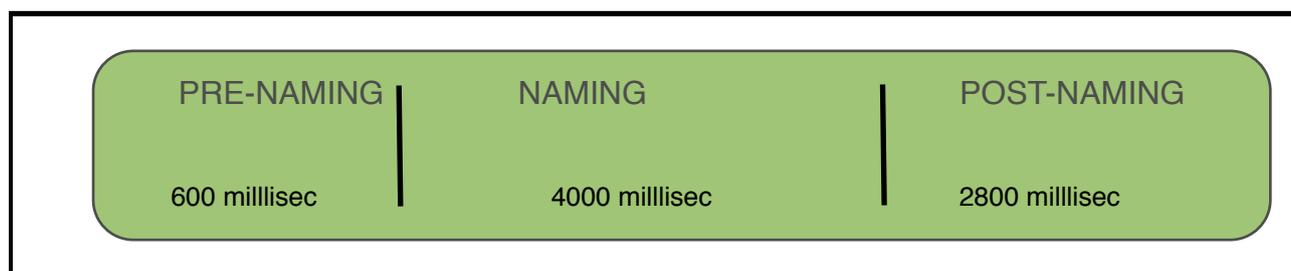 PRE-NAMING NAMING POST-NAMING
600 milllisec 4000 milllisec 2800 milllisec